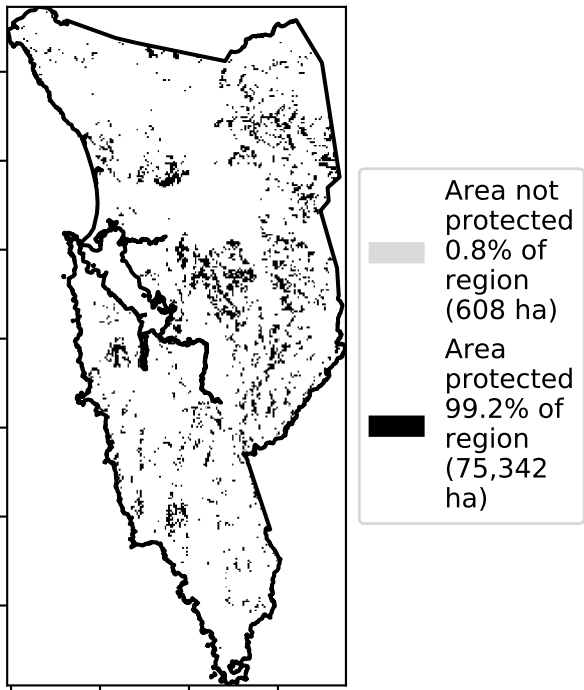 Area not
protected
0.8% of
region
(608 ha)
Area
protected
99.2% of
region
(75,342
ha)